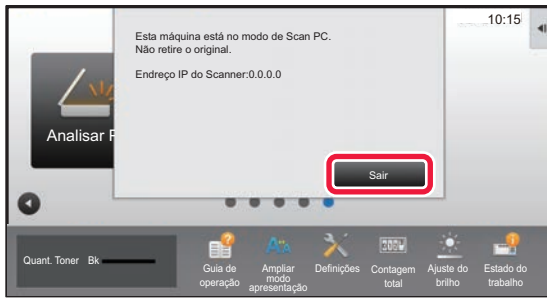 10:15
Esta máquina está no modo de Scan PC.
Não retire o original.
Endreço IP do Scanner:0.0.0.0
Analisar
Sair
Quant. Toner Bk
Guia de
operação
Ampliar
modo
apresentação
Definições
Contagem
total
Ajuste do
brilho
Estado do
trabalho